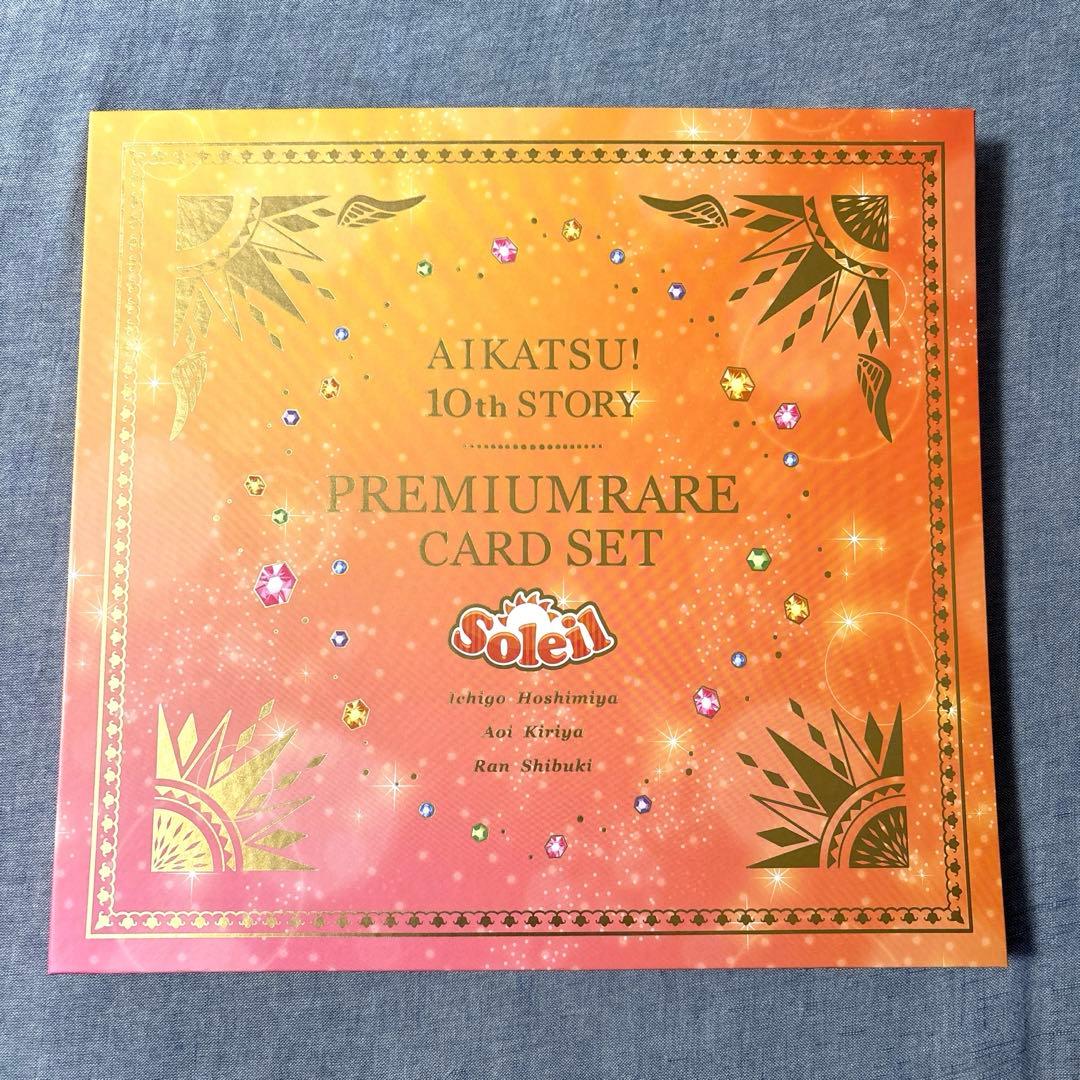 AIKATSU!
10th STORY
PREMIUMRARE
CARD SET
Soleil
Ichigo Hoshimiya
Aoi Kiriya
Ran Shibuki